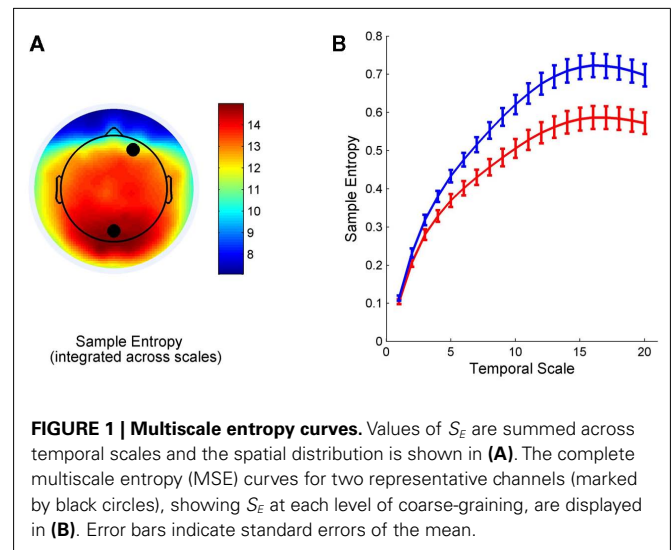 A
14
13
12
11
10
9
8
Sample Entropy
(integrated across scales)
B
0.8
0.7
0.6
0.5
0.4
0.3
0.2
0.1
Sample Entropy
0 5 10 15 20
Temporal Scale
FIGURE 1 | Multiscale entropy curves. Values of SE are summed across
temporal scales and the spatial distribution is shown in (A). The complete
multiscale entropy (MSE) curves for two representative channels (marked
by black circles), showing SE at each level of coarse-graining, are displayed
in (B). Error bars indicate standard errors of the mean.